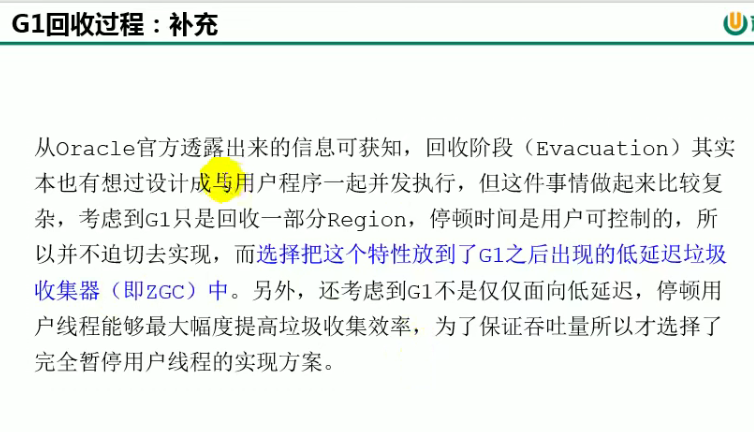 G1回收过程：补充
从Oracle官方透露出来的信息可获知，回收阶段（Evacuation）其实
本也有想过设计成与用户程序一起并发执行，但这件事情做起来比较复
杂，考虑到G1只是回收一部分Region，停顿时间是用户可控制的，所
以并不迫切去实现，而选择把这个特性放到了G1之后出现的低延迟垃圾
收集器（即ZGC）中。另外，还考虑到G1不是仅仅面向低延迟，停顿用
户线程能够最大幅度提高垃圾收集效率，为了保证吞吐量所以才选择了
完全暂停用户线程的实现方案。